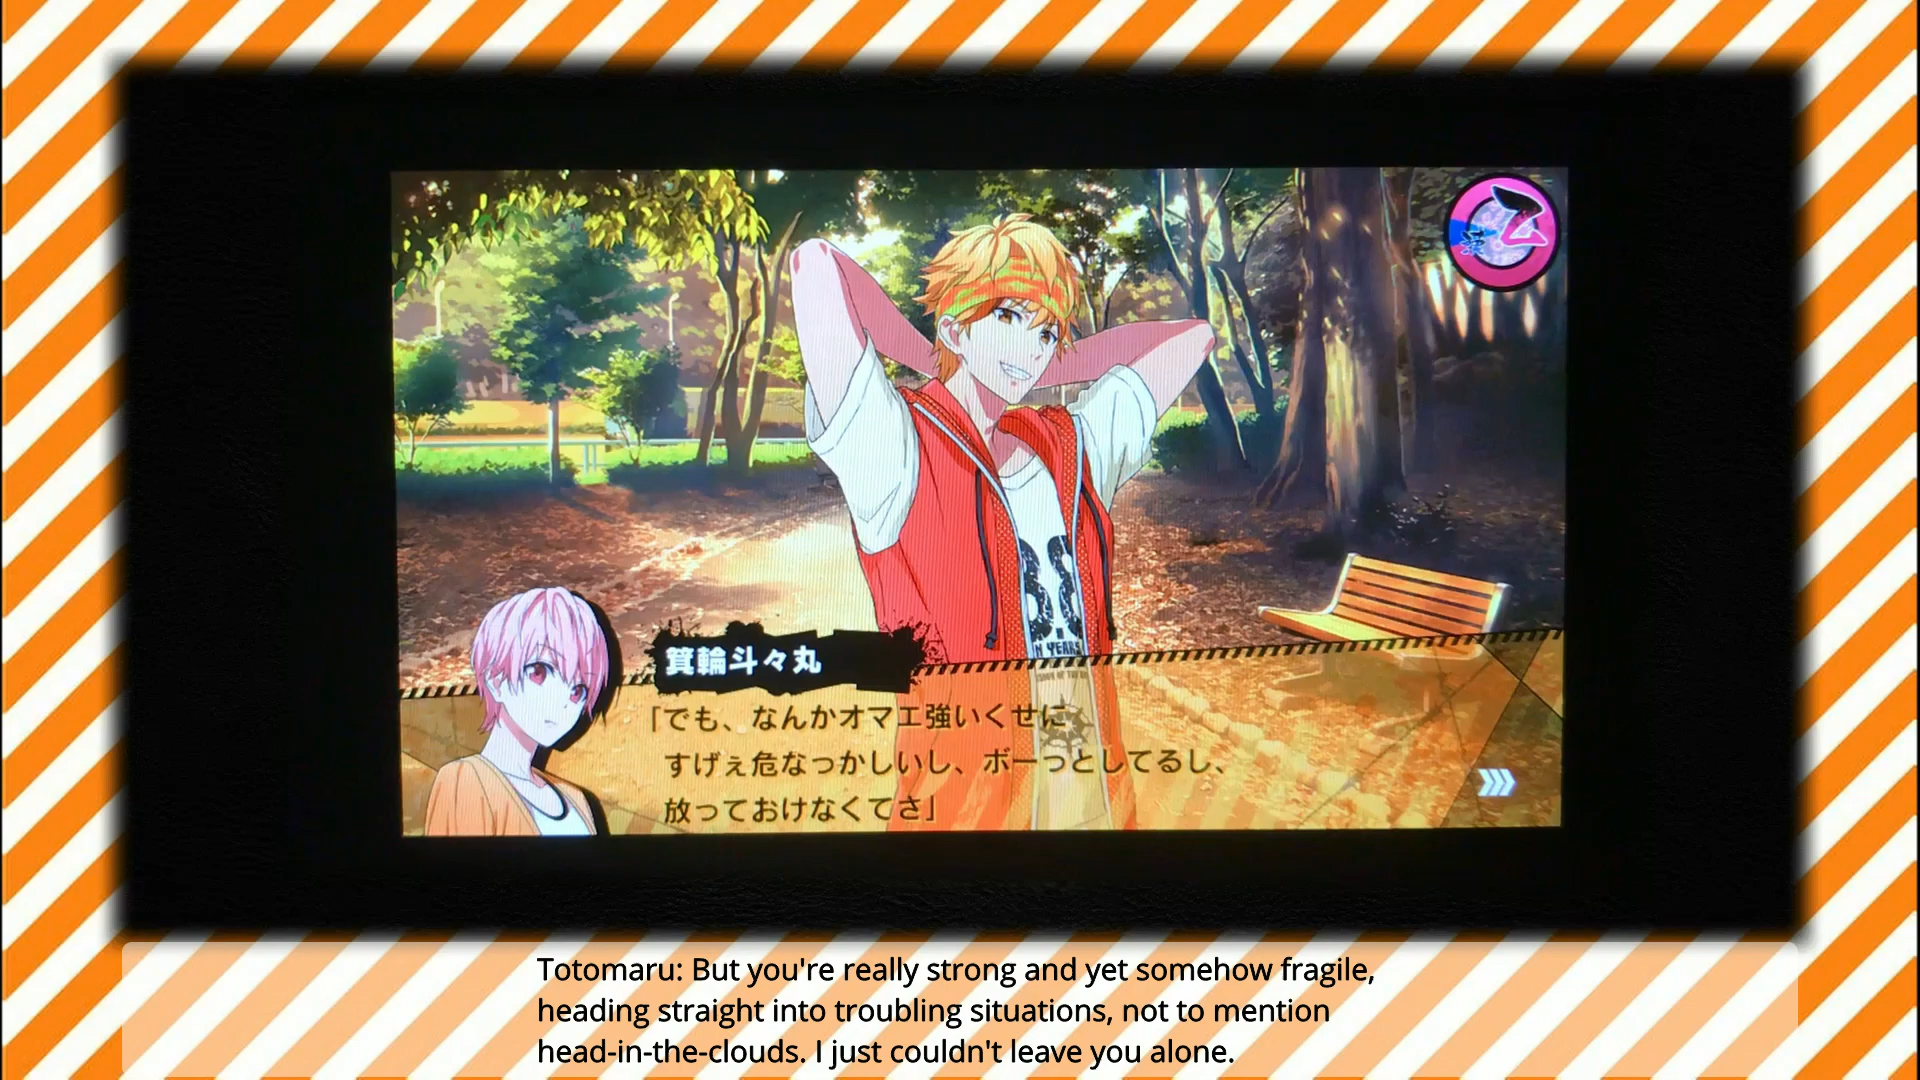 箕輪斗々丸
「でも、なんかオマエ強いくせに
すげぇ危なっかしいし、ボーっとしてるし、
放っておけなくてさ」
Totomaru: But you're really strong and yet somehow fragile,
heading straight into troubling situations, not to mention
head-in-the-clouds. I just couldn't leave you alone.